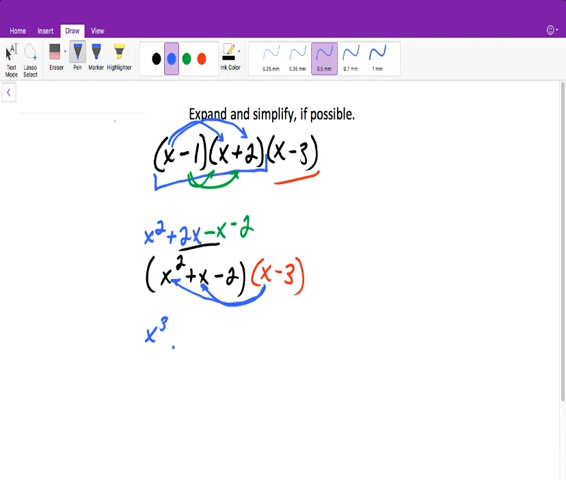 Home Insert Draw View
Text Mode Lasso Select Eraser Pen Marker Highlighter Ink Color 0.25 mm 0.35 mm 0.5 mm 0.7 mm 1 mm
Expand and simplify, if possible.
(x - 1)(x + 2)(x - 3)
x² + 2x - x - 2
(x² + x - 2)(x - 3)
x³